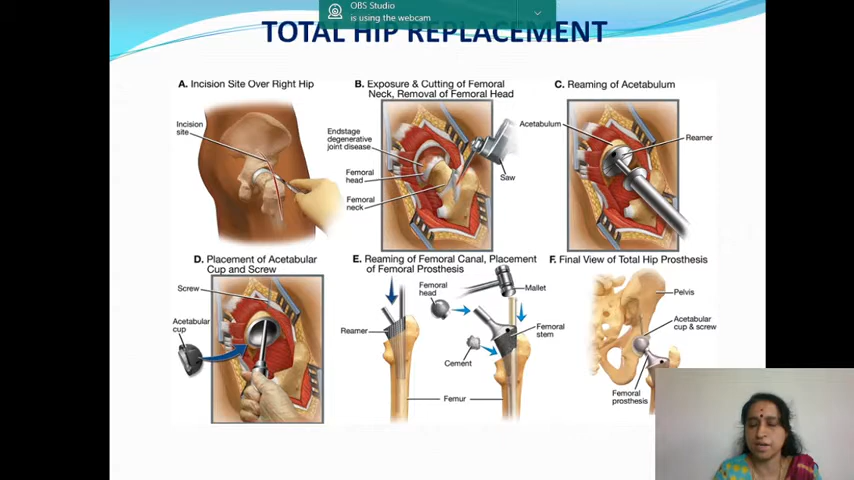 OBS Studio
is using the webcam
TOTAL HIP REPLACEMENT
A. Incision Site Over Right Hip
B. Exposure & Cutting of Femoral
Neck, Removal of Femoral Head
C. Reaming of Acetabulum
Incision
site
Endstage
degenerative
joint disease
Femoral
head
Femoral
neck
Saw
Acetabulum
Reamer
D. Placement of Acetabular
Cup and Screw
E. Reaming of Femoral Canal, Placement
of Femoral Prosthesis
F. Final View of Total Hip Prosthesis
Screw
Acetabular
cup
Reamer
Femoral
head
Mallet
Femoral
stem
Cement
Femur
Pelvis
Acetabular
cup & screw
Femoral
prosthesis